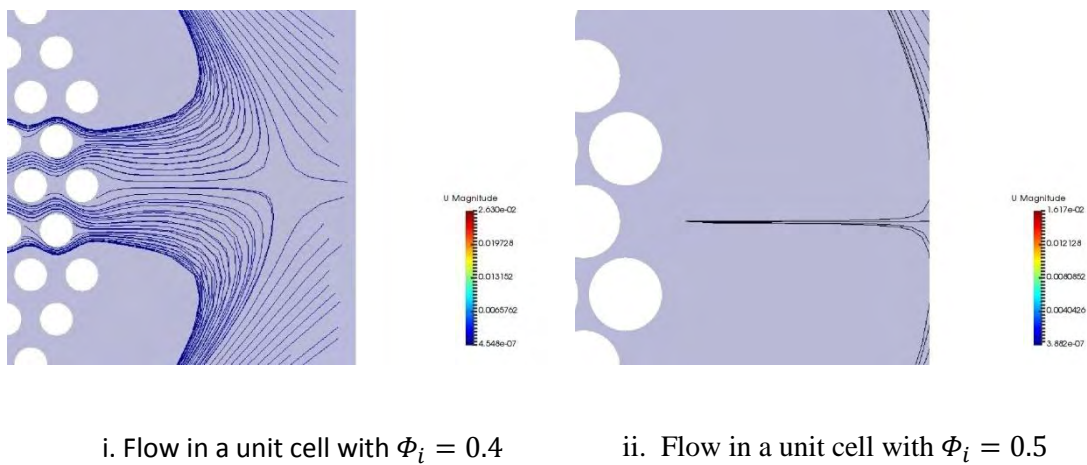 U Magnitude
2.630e-02
0.019728
0.013152
0.0065762
4.548e-07
U Magnitude
1.617e-02
0.012128
0.0080852
0.0040426
3.882e-07
i. Flow in a unit cell with Φᵢ = 0.4
ii. Flow in a unit cell with Φᵢ = 0.5